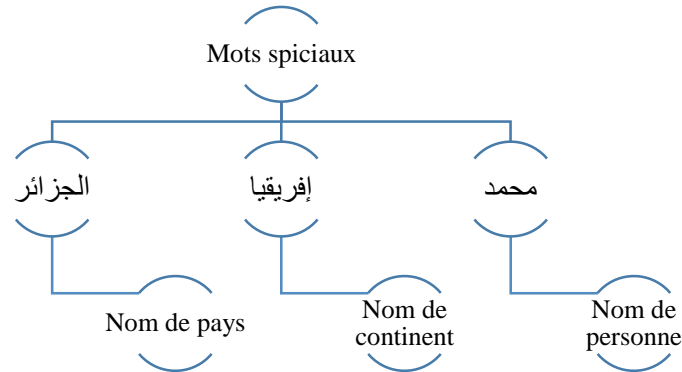 Mots spiciaux
الجزائر
إفريقيا
محمد
Nom de pays
Nom de
continent
Nom de
personne